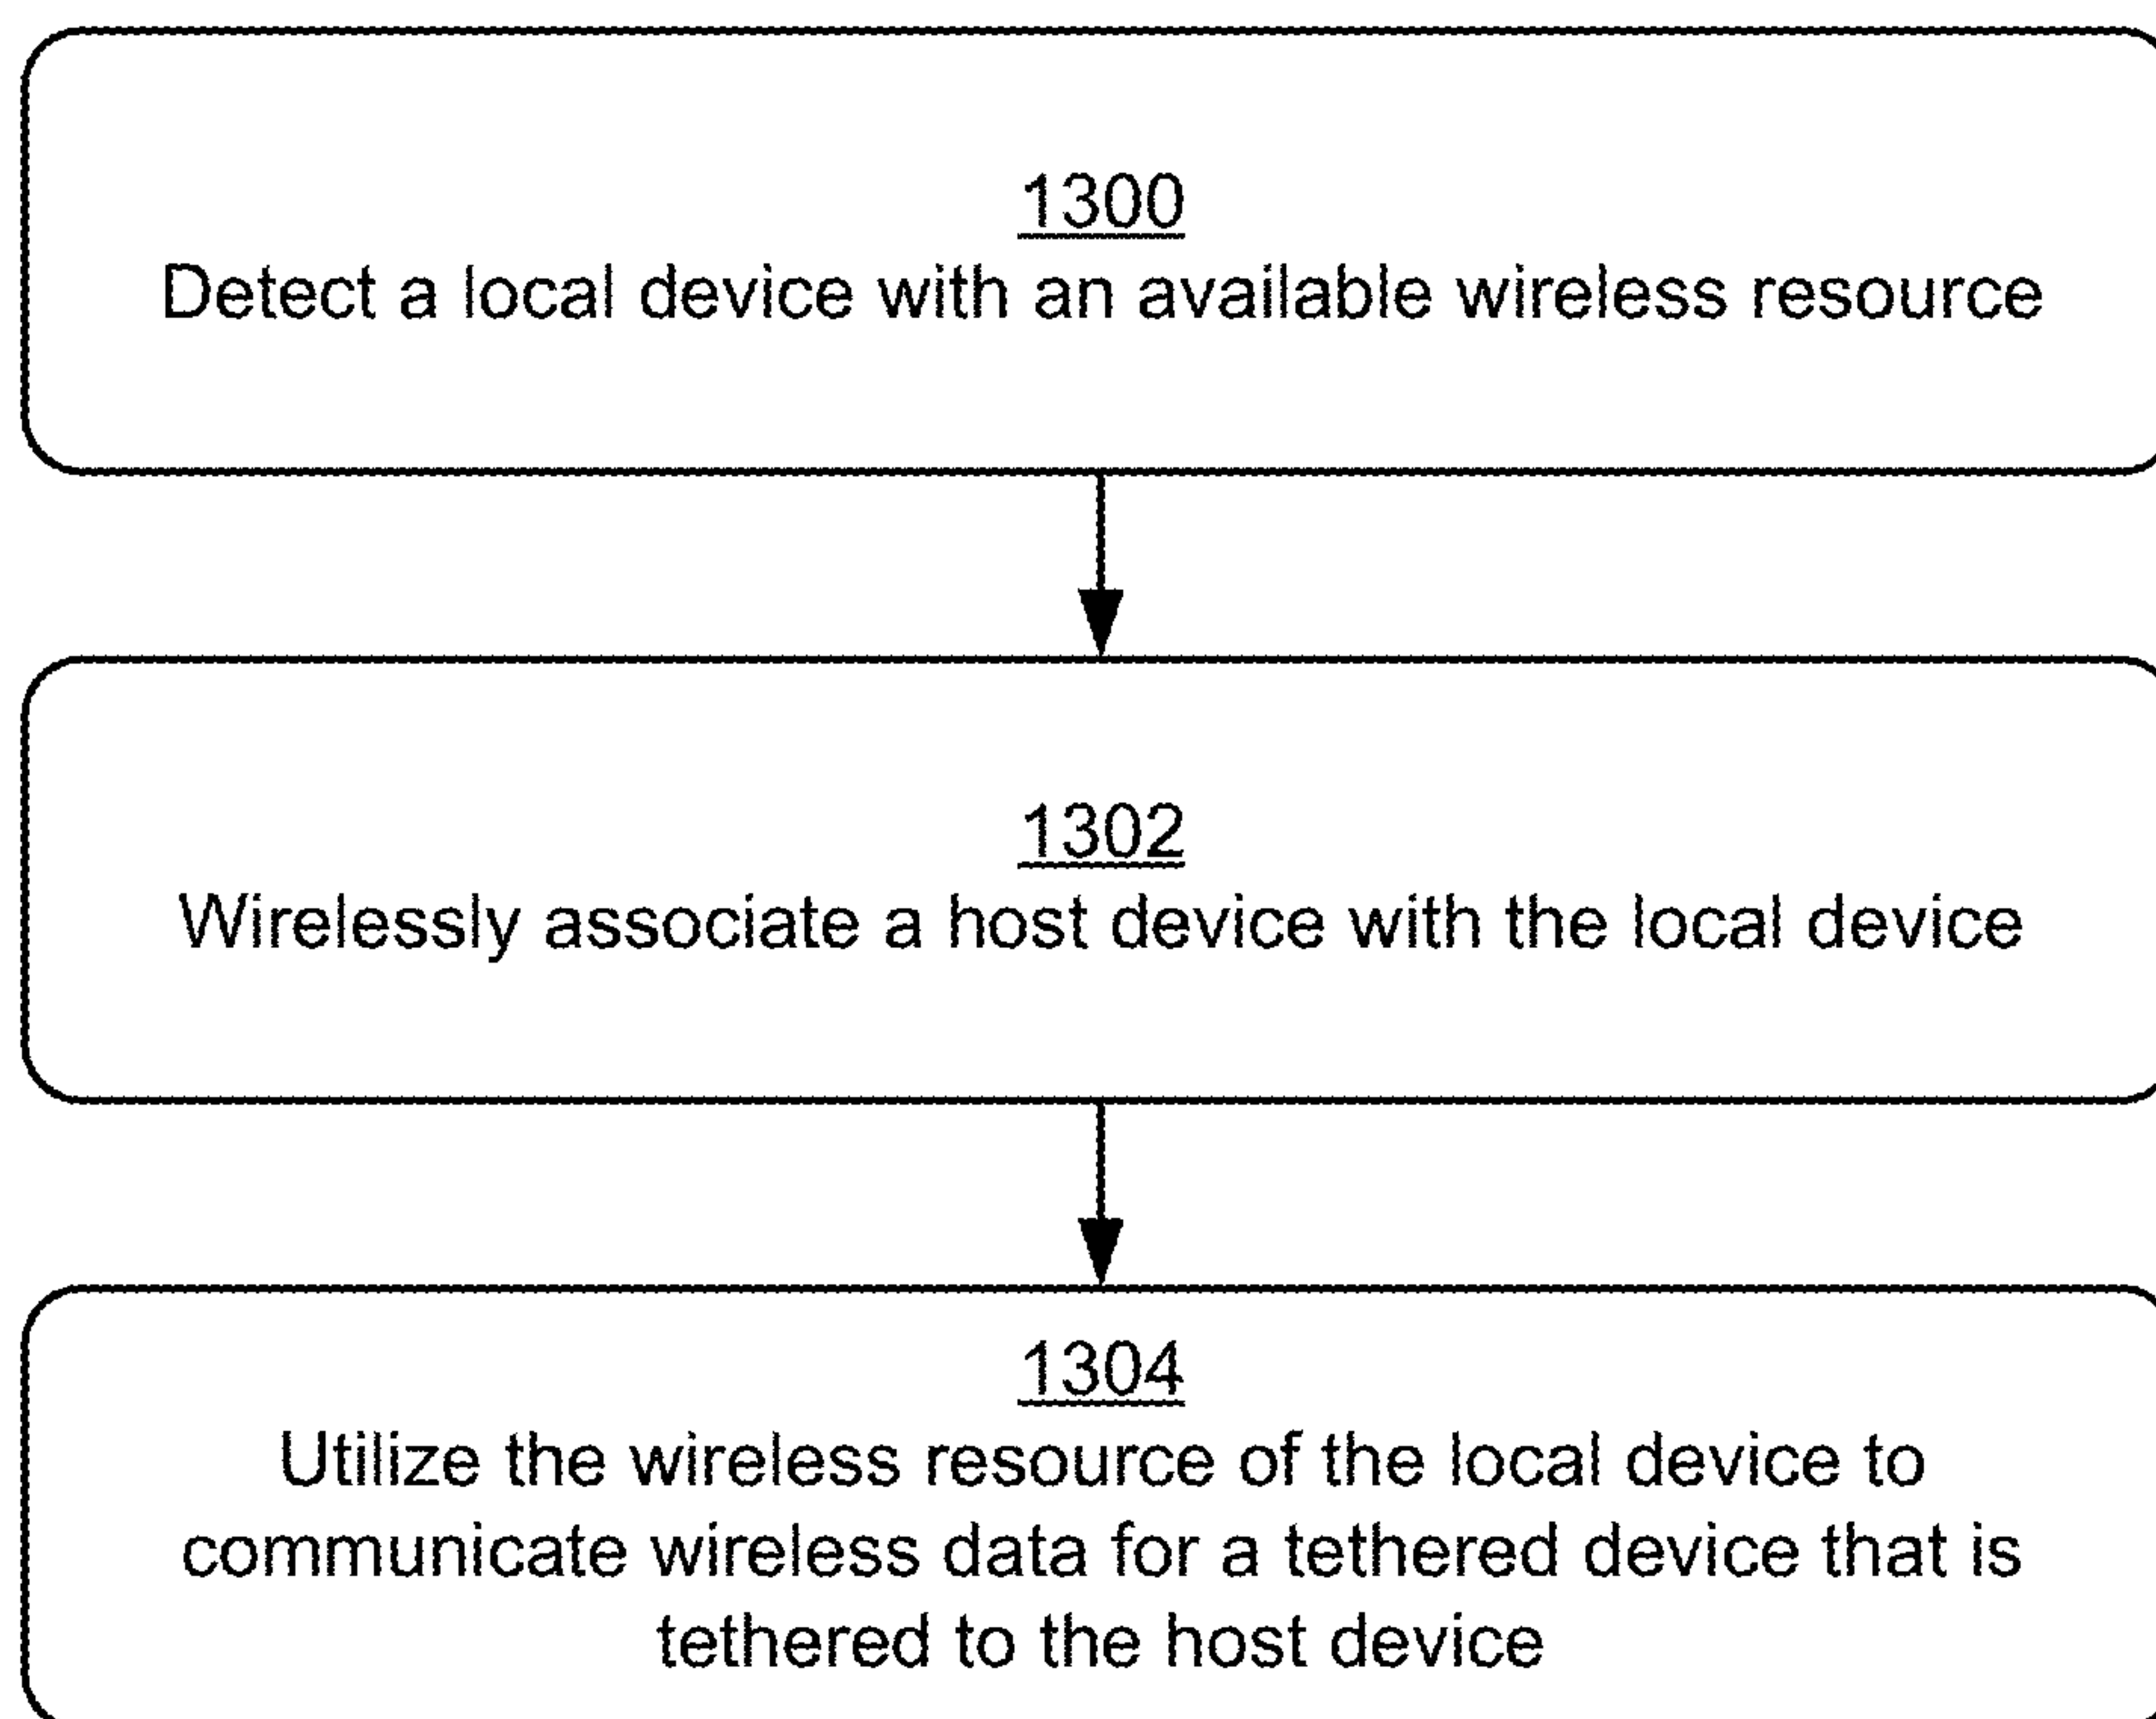 1300
Detect a local device with an available wireless resource
1302
Wirelessly associate a host device with the local device
1304
Utilize the wireless resource of the local device to
communicate wireless data for a tethered device that is
tethered to the host device